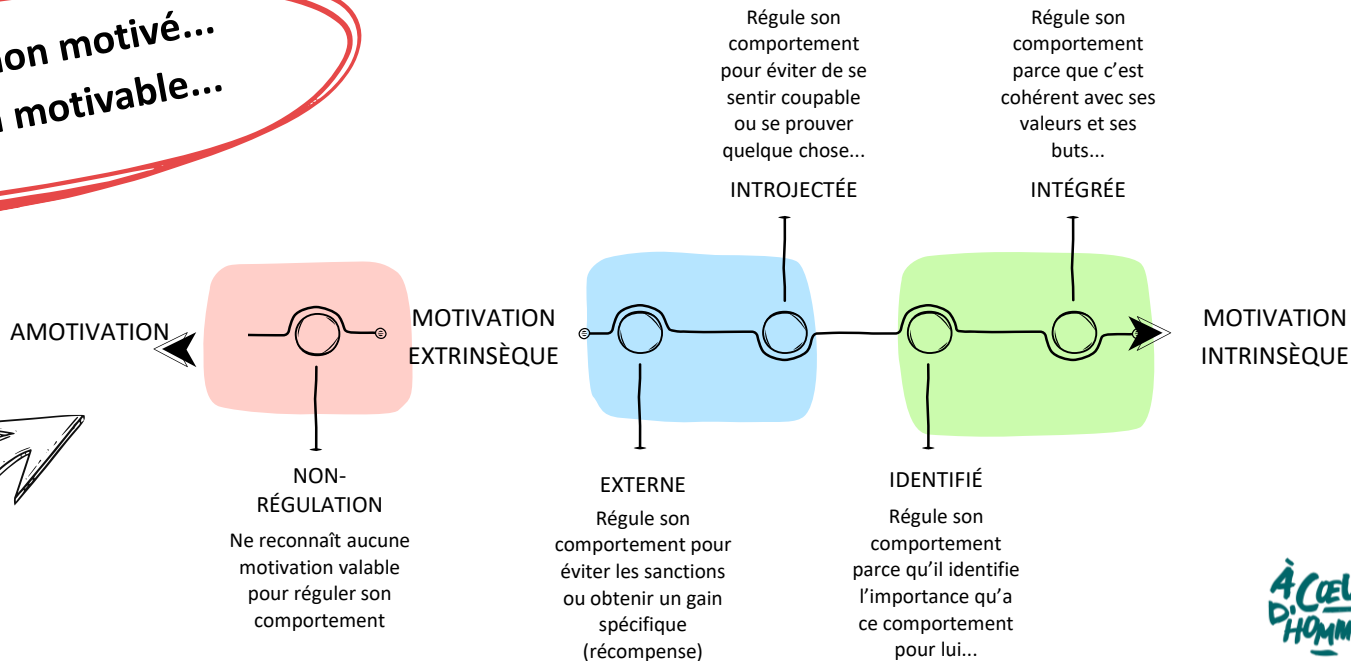 motivé...
motivable...
Régule son
comportement
pour éviter de se
sentir coupable
ou se prouver
quelque chose...
INTROJECTÉE
Régule son
comportement
parce que c’est
cohérent avec ses
valeurs et ses
buts...
INTÉGRÉE
AMOTIVATION
MOTIVATION
EXTRINSÈQUE
MOTIVATION
INTRINSÈQUE
NON-
RÉGULATION
Ne reconnaît aucune
motivation valable
pour réguler son
comportement
EXTERNE
Régule son
comportement pour
éviter les sanctions
ou obtenir un gain
spécifique
(récompense)
IDENTIFIÉ
Régule son
comportement
parce qu’il identifie
l’importance qu’a
ce comportement
pour lui...
À
D'